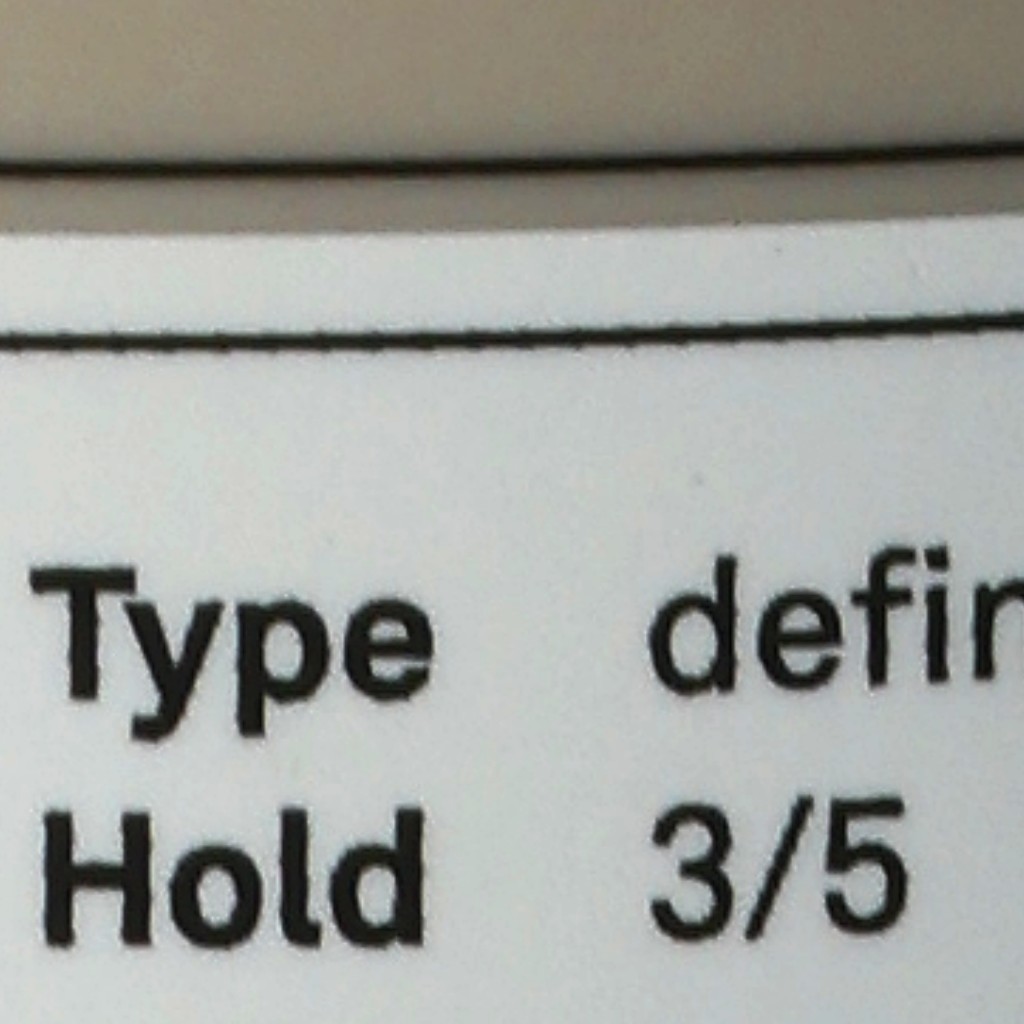 Type defin
Hold 3/5